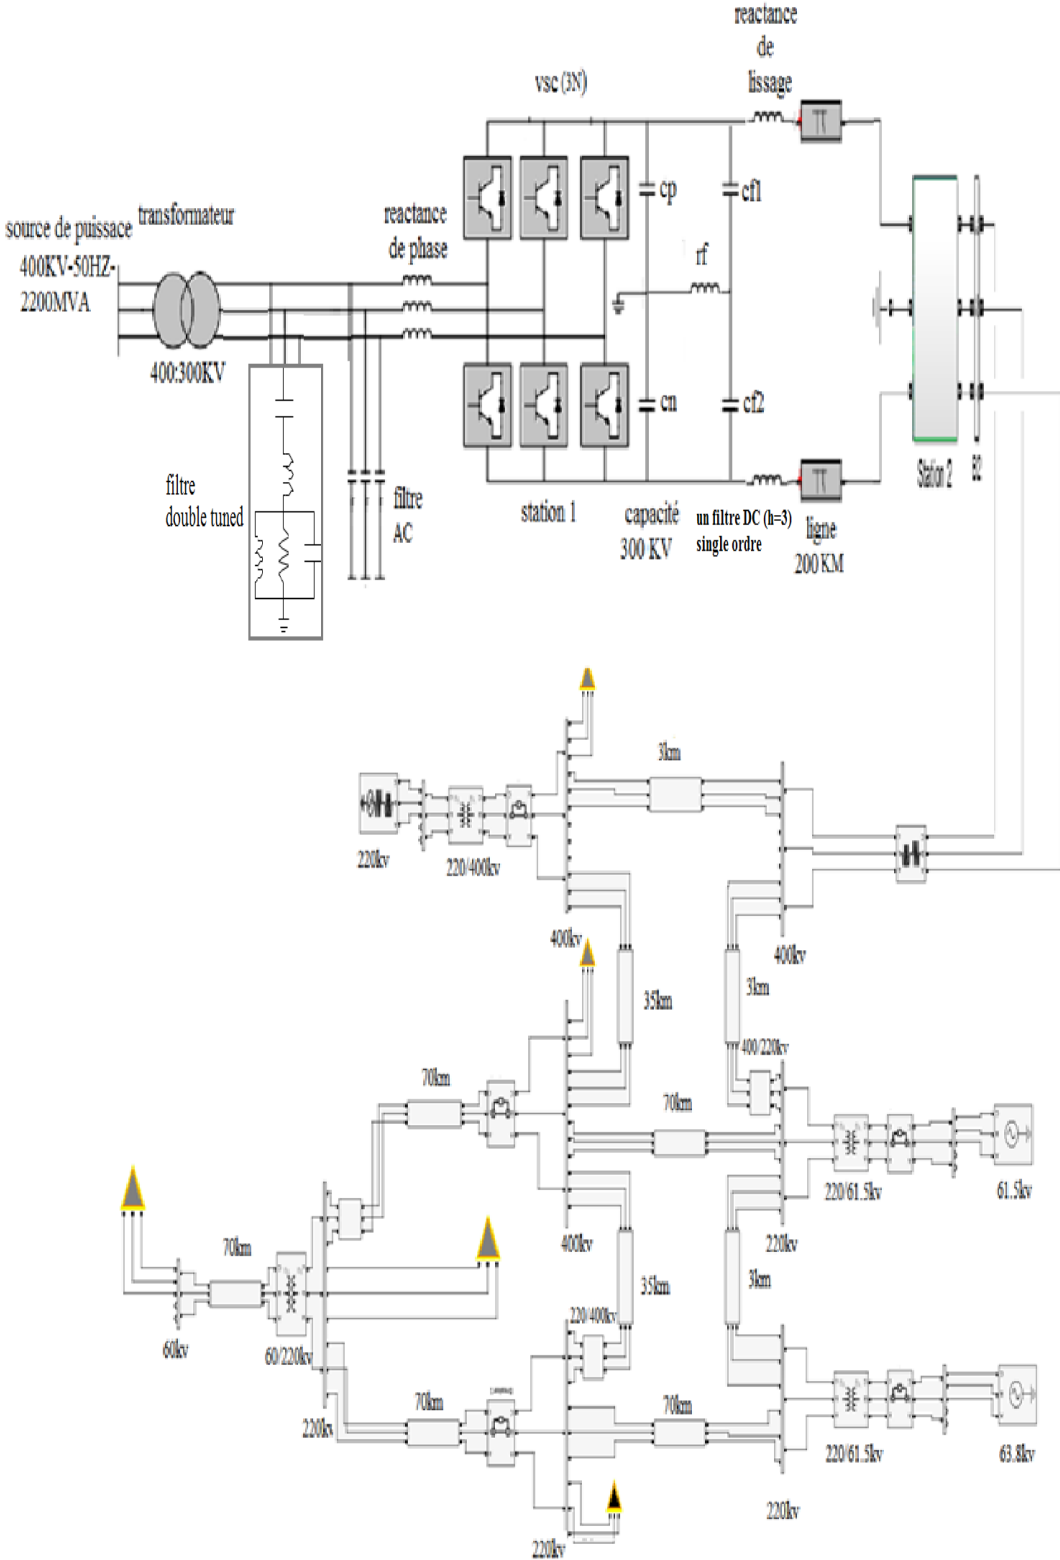 reactance
de
lissage
vsc (3N)
source de puissace
400KV-50HZ-
2200MVA
transformateur
reactance
de phase
cp
cf1
rf
400:300KV
cn
cf2
filtre
double tuned
filtre
AC
station 1
capacité
300 KV
un filtre DC (h=3)
single ordre
ligne
200 KM
Station 2
B2
3km
220kv
220/400kv
400kv
400kv
35km
3km
400/220kv
70km
70km
220/61.5kv
61.5kv
400kv
220kv
70km
35km
3km
60kv
60/220kv
220/400kv
220kv
70km
70km
220/61.5kv
63.8kv
220kv
220kv